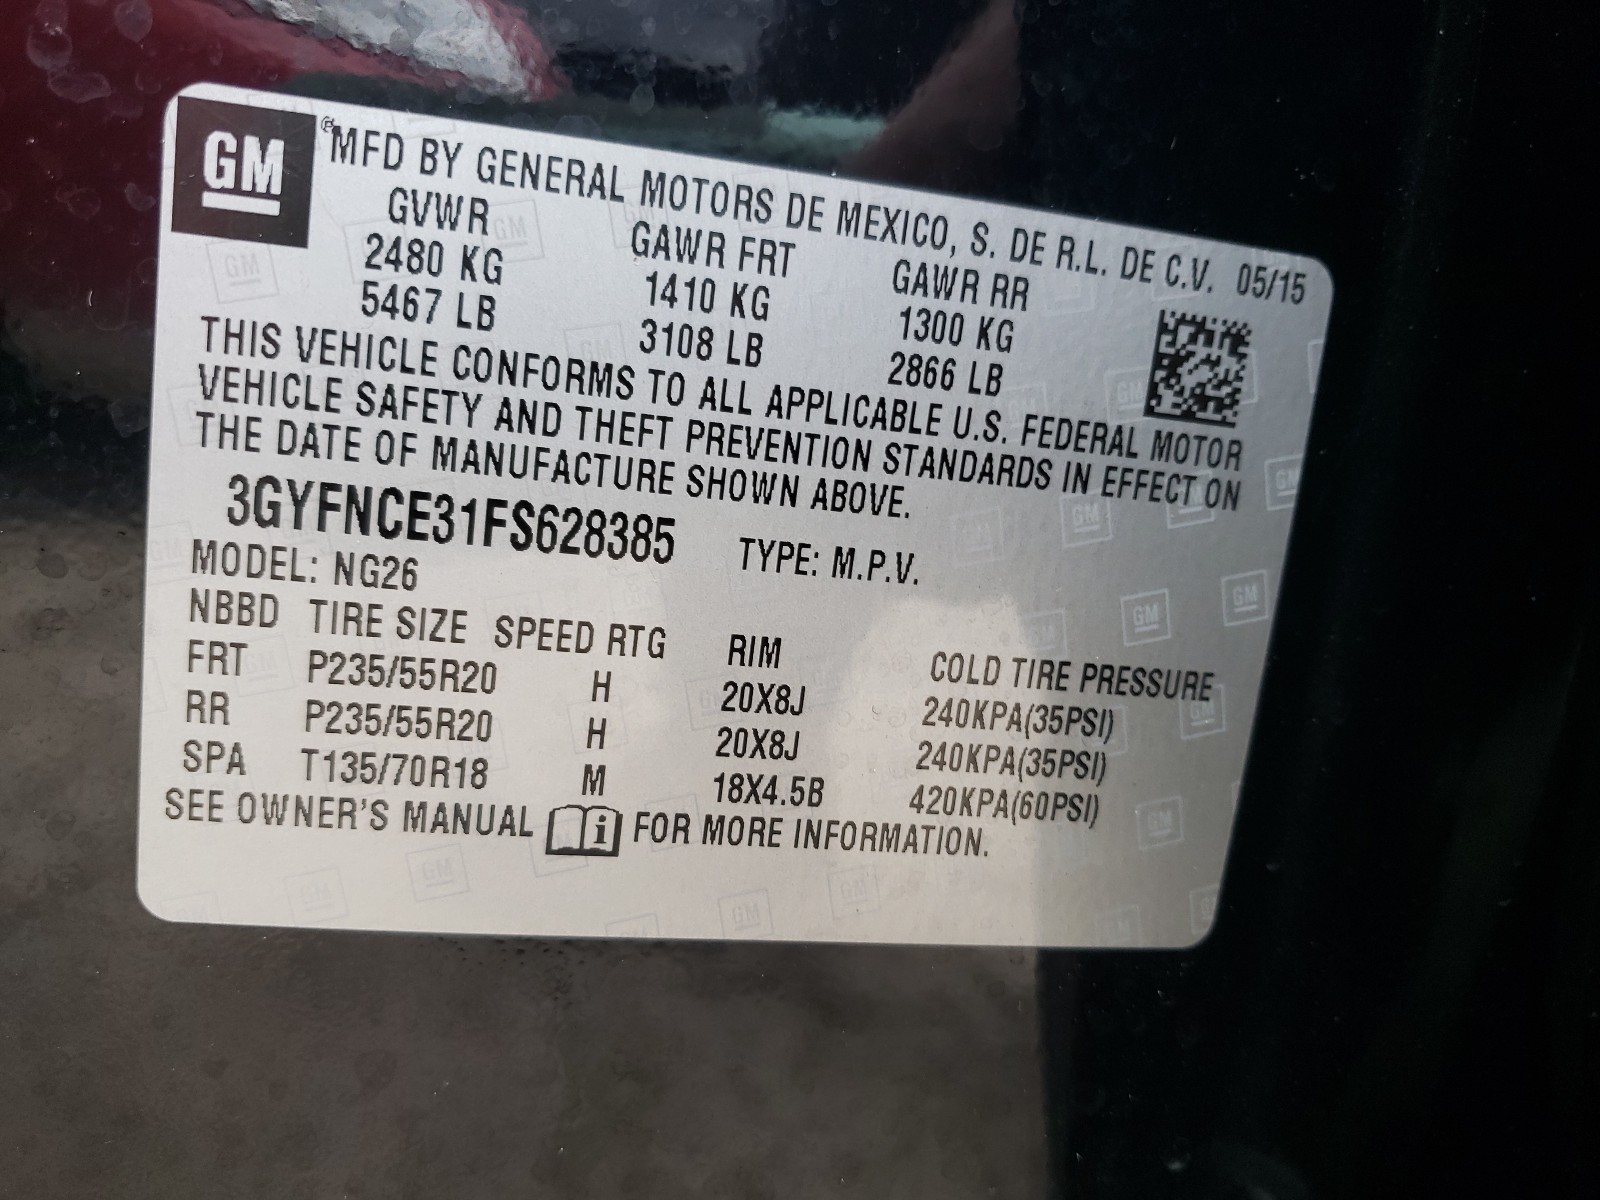 GM ® MFD BY GENERAL MOTORS DE MEXICO, S. DE R.L. DE C.V. 05/15
GVWR GAWR FRT GAWR RR
2480 KG 1410 KG 1300 KG
5467 LB 3108 LB 2866 LB
THIS VEHICLE CONFORMS TO ALL APPLICABLE U.S. FEDERAL MOTOR
VEHICLE SAFETY AND THEFT PREVENTION STANDARDS IN EFFECT ON
THE DATE OF MANUFACTURE SHOWN ABOVE.
3GYFNCE31FS628385 TYPE: M.P.V.
MODEL: NG26
NBBD TIRE SIZE SPEED RTG RIM COLD TIRE PRESSURE
FRT P235/55R20 H 20X8J 240KPA(35PSI)
RR P235/55R20 H 20X8J 240KPA(35PSI)
SPA T135/70R18 M 18X4.5B 420KPA(60PSI)
SEE OWNER'S MANUAL i FOR MORE INFORMATION.